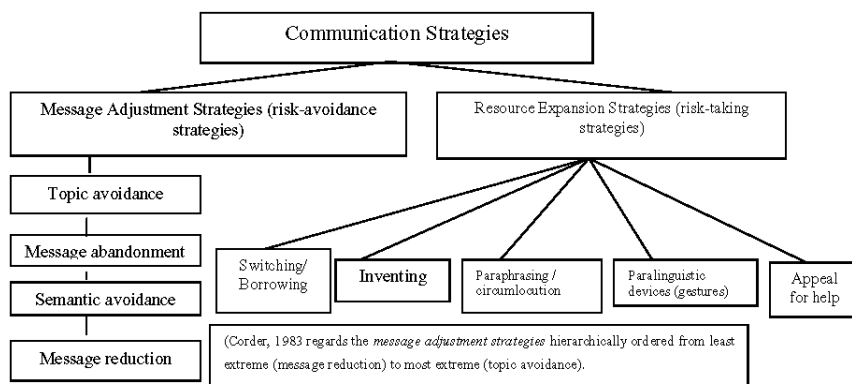 Communication Strategies
Message Adjustment Strategies (risk-avoidance
strategies)
Resource Expansion Strategies (risk-taking
strategies)
Topic avoidance
Message abandonment
Semantic avoidance
Message reduction
Switching/
Borrowing
Inventing
Paraphrasing /
circumlocution
Paralinguistic
devices (gestures)
Appeal
for help
(Corder, 1983 regards the message adjustment strategies hierarchically ordered from least
extreme (message reduction) to most extreme (topic avoidance).